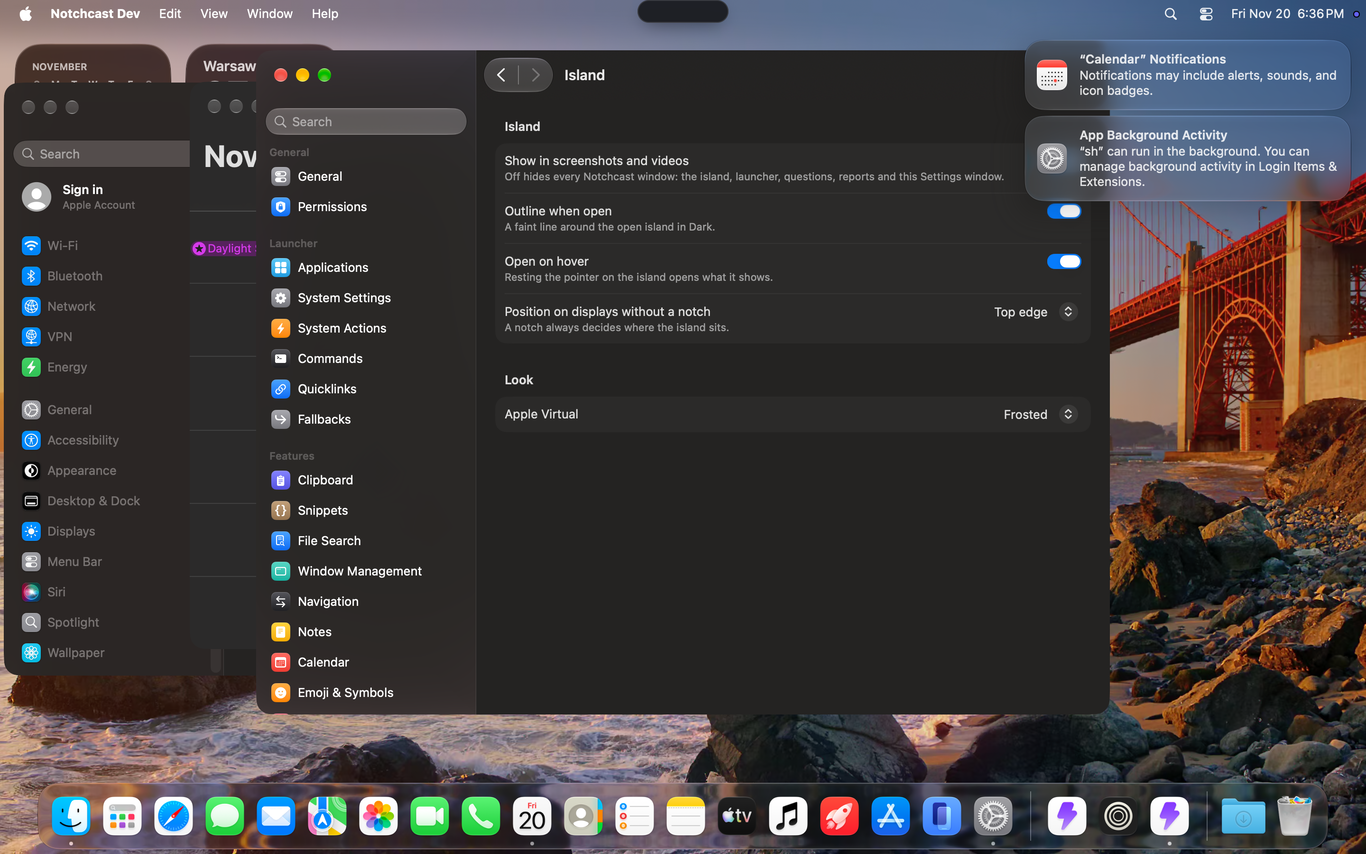 Notchcast Dev Edit View Window Help
Fri Nov 20 6:36 PM
NOVEMBER
Warsaw
Search
Sign in
Apple Account
Wi-Fi
Bluetooth
Network
VPN
Energy
General
Accessibility
Appearance
Desktop & Dock
Displays
Menu Bar
Siri
Spotlight
Wallpaper
Nov
Daylight
Search
General
General
Permissions
Launcher
Applications
System Settings
System Actions
Commands
Quicklinks
Fallbacks
Features
Clipboard
Snippets
File Search
Window Management
Navigation
Notes
Calendar
Emoji & Symbols
Island
Island
Show in screenshots and videos
Off hides every Notchcast window: the island, launcher, questions, reports and this Settings window.
Outline when open
A faint line around the open island in Dark.
Open on hover
Resting the pointer on the island opens what it shows.
Position on displays without a notch
Top edge
A notch always decides where the island sits.
Look
Apple Virtual
Frosted
“Calendar” Notifications
Notifications may include alerts, sounds, and
icon badges.
App Background Activity
“sh” can run in the background. You can
manage background activity in Login Items &
Extensions.
Fri
20
tv